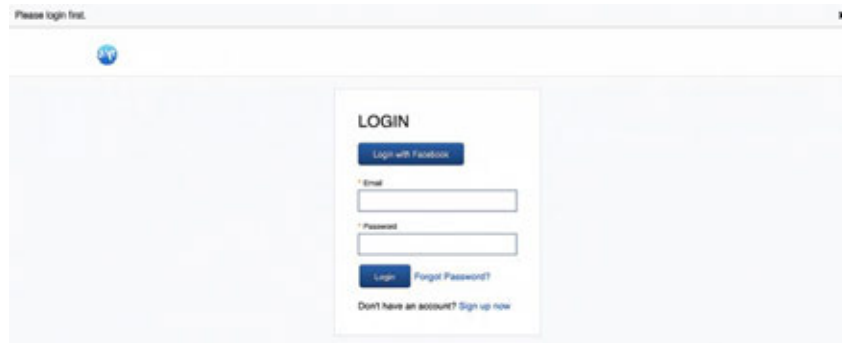 Please login first.
LOGIN
Login with Facebook
* Email
* Password
Login Forgot Password?
Don't have an account? Sign up now